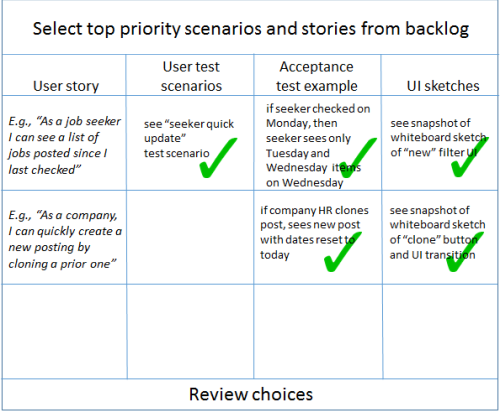 Select top priority scenarios and stories from backlog
User story
User test
scenarios
Acceptance
test example
UI sketches
E.g., “As a job seeker
I can see a list of
jobs posted since I
last checked”
see “seeker quick
update”
test scenario
if seeker checked on
Monday, then
seeker sees only
Tuesday and
Wednesday items
on Wednesday
see snapshot of
whiteboard sketch
of “new” filter UI
E.g., “As a company,
I can quickly create a
new posting by
cloning a prior one”
if company HR clones
post, sees new post
with dates reset to
today
see snapshot of
whiteboard sketch
of “clone” button
and UI transition
Review choices